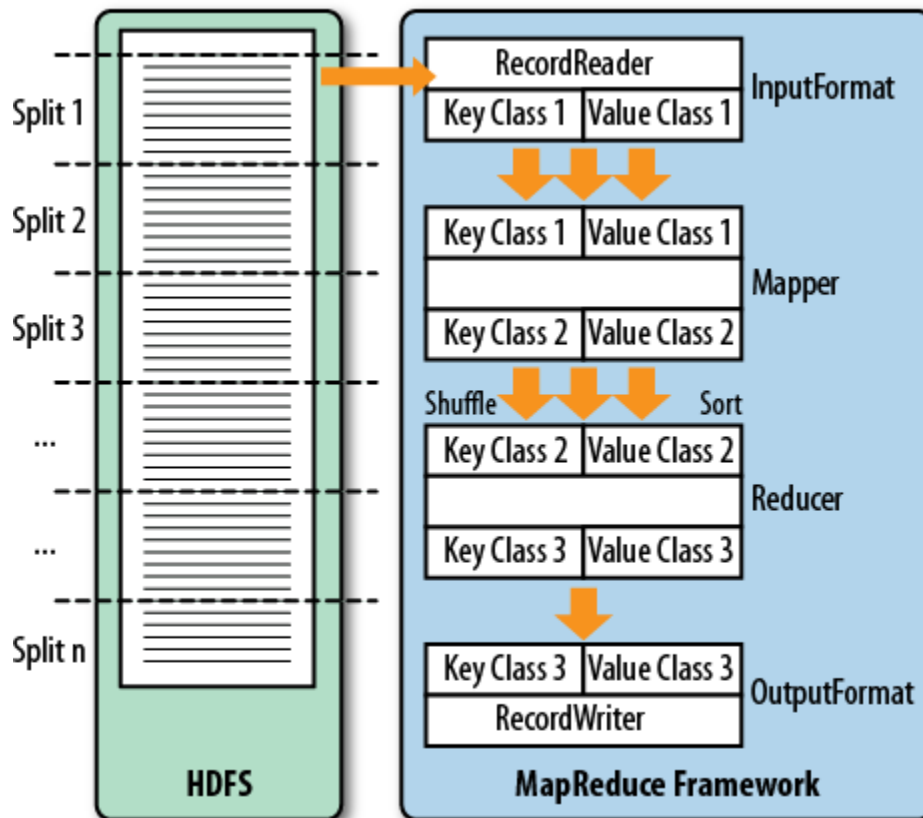 Split 1
Split 2
Split 3
...
...
Split n
HDFS
RecordReader
Key Class 1 Value Class 1
InputFormat
Key Class 1 Value Class 1
Mapper
Key Class 2 Value Class 2
Shuffle Sort
Key Class 2 Value Class 2
Reducer
Key Class 3 Value Class 3
Key Class 3 Value Class 3
OutputFormat
RecordWriter
MapReduce Framework